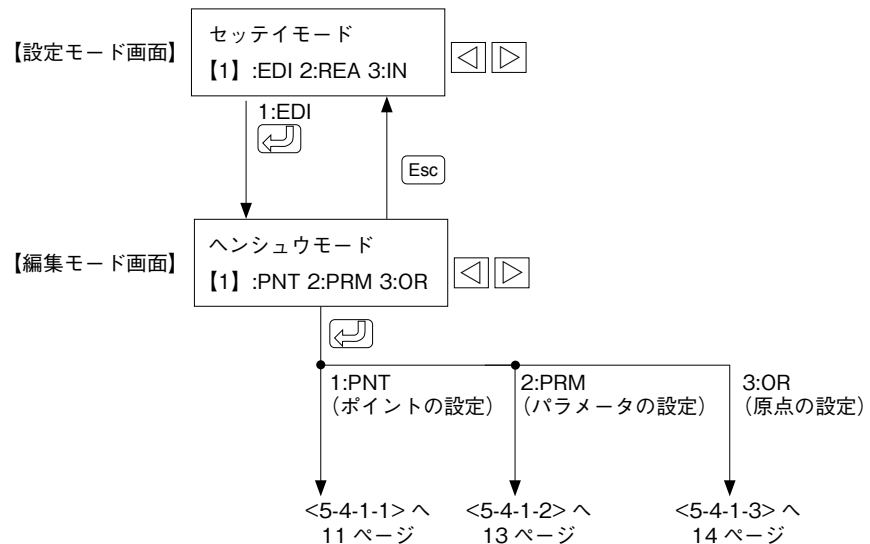 【設定モード画面】
セッテイモード
【1】:EDI 2:REA 3:IN
1:EDI
Esc
【編集モード画面】
ヘンシュウモード
【1】:PNT 2:PRM 3:OR
1:PNT
(ポイントの設定)
2:PRM
(パラメータの設定)
3:OR
(原点の設定)
<5-4-1-1> へ
11 ページ
<5-4-1-2> へ
13 ページ
<5-4-1-3> へ
14 ページ